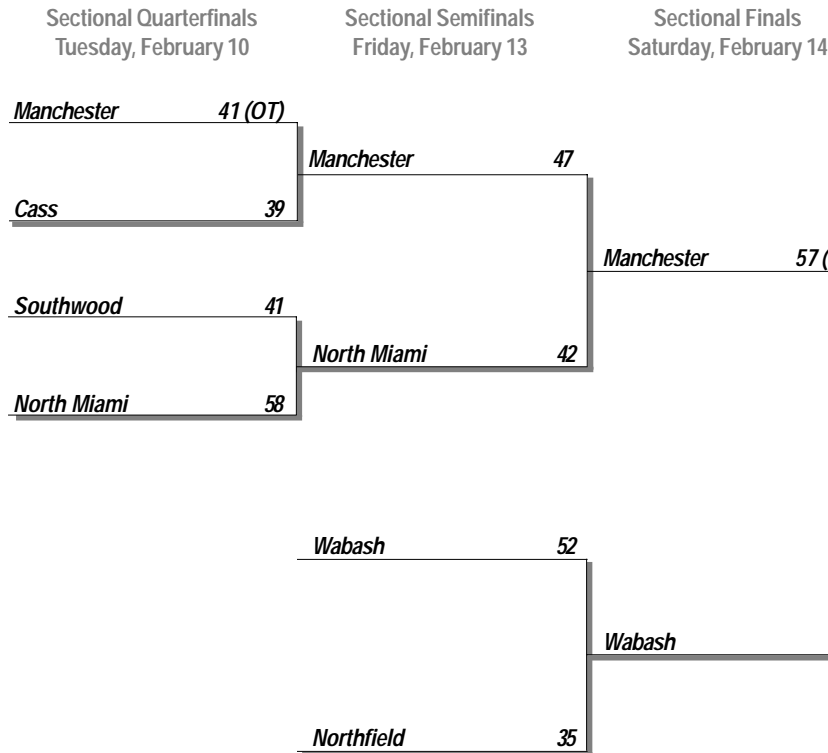 Sectional Quarterfinals
Tuesday, February 10
Sectional Semifinals
Friday, February 13
Sectional Finals
Saturday, February 14
Manchester 41 (OT)
Cass 39
Southwood 41
North Miami 58
Manchester 47
North Miami 42
Wabash 52
Northfield 35
Manchester 57 (
Wabash